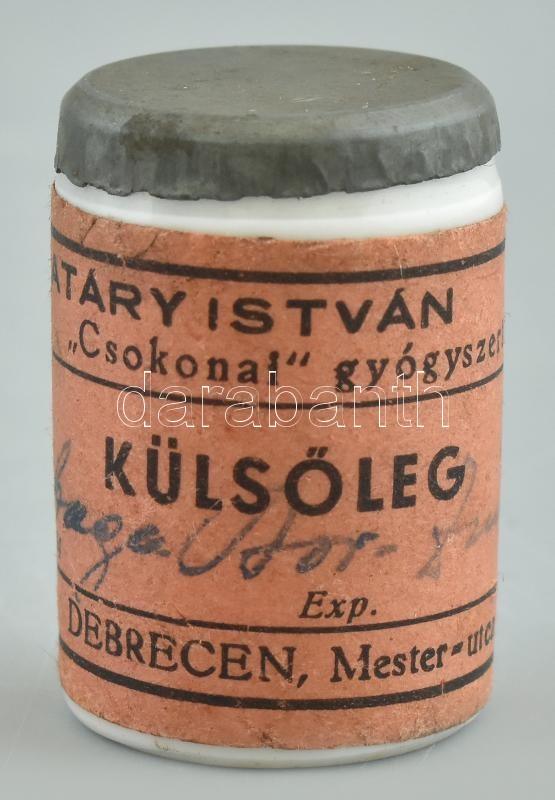 ATÁRY ISTVÁN
„Csokonai“ gyógyszer
darabanth
KÜLSŐLEG
Exp.
DEBRECEN, Mester-utca